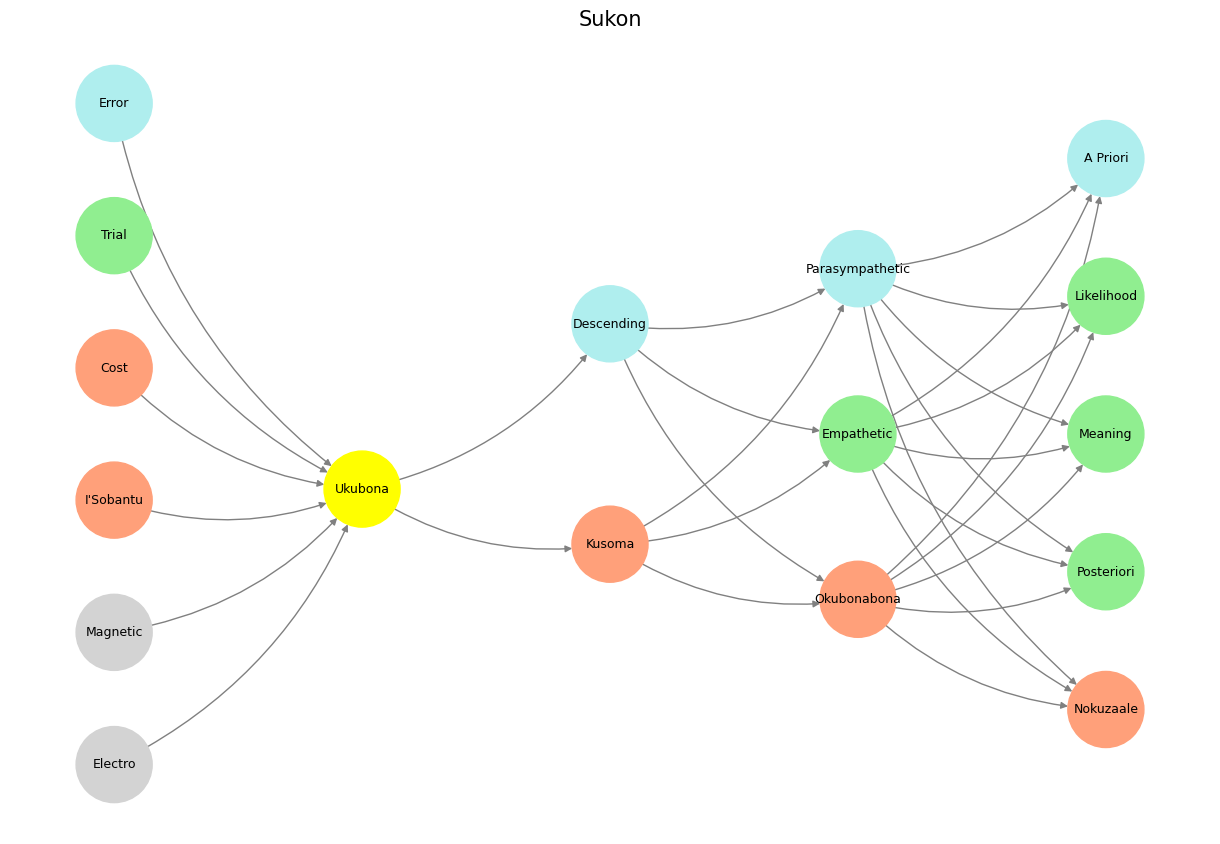 Sukon
Error
Trial
Cost
I'Sobantu
Magnetic
Electro
Ukubona
Descending
Kusoma
Parasympathetic
Empathetic
Okubonabona
A Priori
Likelihood
Meaning
Posteriori
Nokuzaale